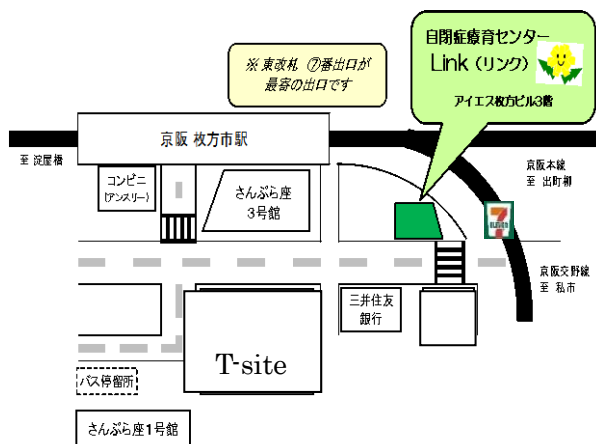 自閉症療育センター
Link（リンク）
アイエス枚方ビル3階
※東改札 ⑦番出口が
最寄の出口です
京阪 枚方市駅
至 淀屋橋
京阪本線
至 出町柳
コンビニ
(アンスリー)
さんぷら座
3号館
7
ELEVEn
京阪交野線
至 私市
三井住友
銀行
T-site
バス停留所
さんぷら座1号館